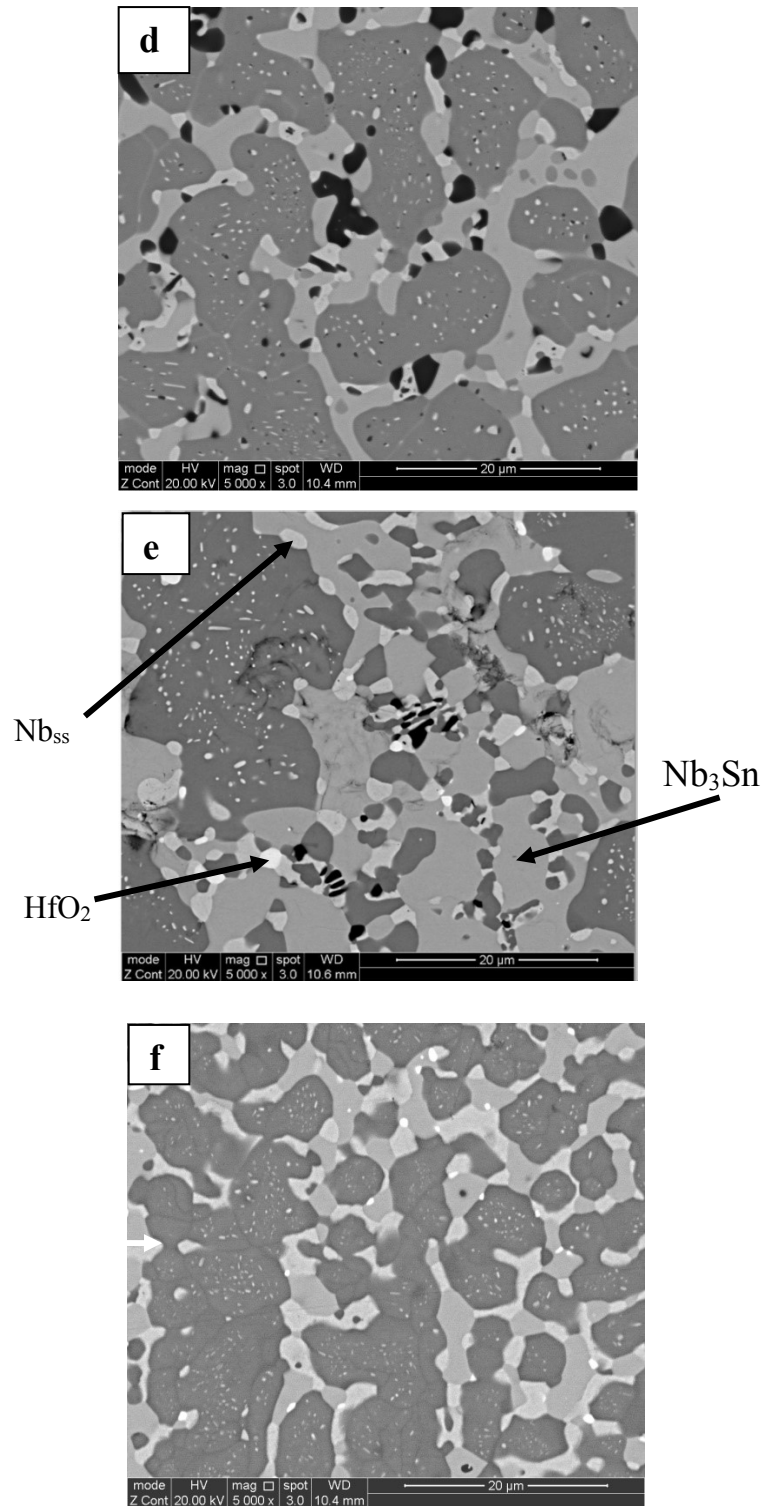 d
mode HV mag □ spot WD 20 µm
Z Cont 20.00 kV 5 000 x 3.0 10.4 mm
e
Nbss
Nb3Sn
HfO2
mode HV mag □ spot WD 20 µm
Z Cont 20.00 kV 5 000 x 3.0 10.6 mm
f
mode HV mag □ spot WD 20 µm
Z Cont 20.00 kV 5 000 x 3.0 10.4 mm